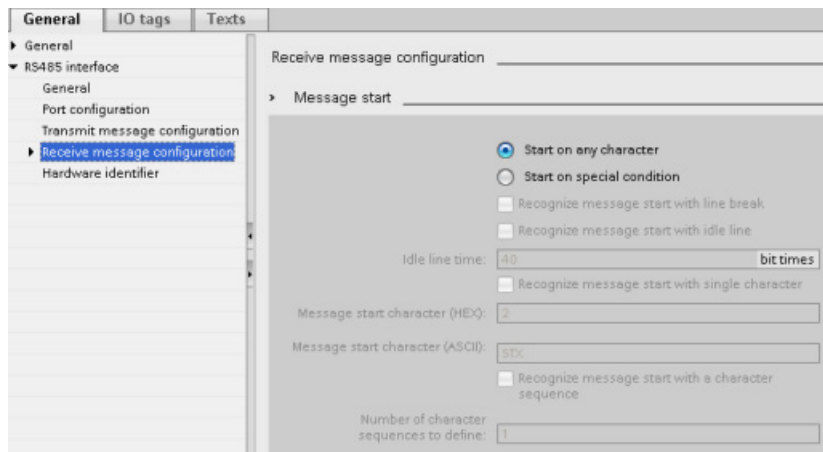 General IO tags Texts
General
RS485 interface
General
Port configuration
Transmit message configuration
Receive message configuration
Hardware identifier
Receive message configuration
Message start
Start on any character
Start on special condition
Recognize message start with line break
Recognize message start with idle line
Idle line time: 40 bit times
Recognize message start with single character
Message start character (HEX): 2
Message start character (ASCII): STX
Recognize message start with a character
sequence
Number of character
sequences to define: 1